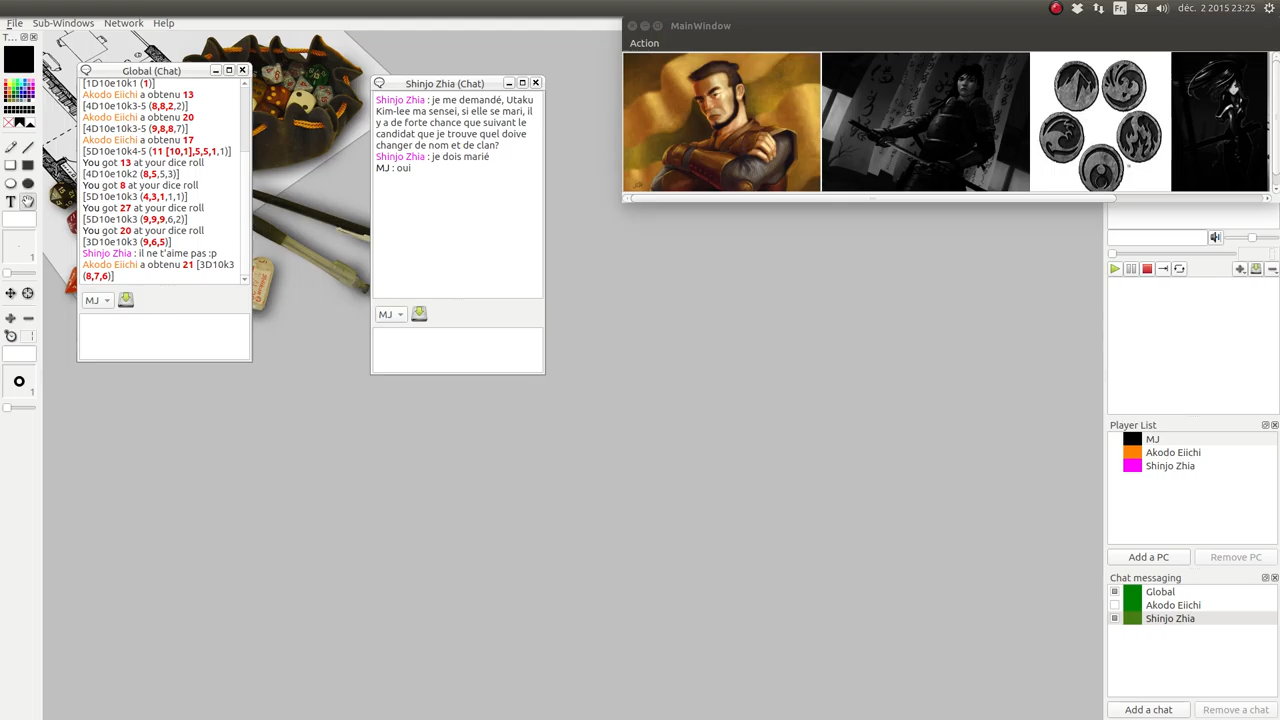 Fr,
déc. 2 2015 23:25
File Sub-Windows Network Help
MainWindow
Action
T...
T
1
1
Global (Chat)
[1D10e10k1 (1)]
Akodo Eiichi a obtenu 13
[4D10e10k3-5 (8,8,2,2)]
Akodo Eiichi a obtenu 20
[4D10e10k3-5 (9,8,8,7)]
Akodo Eiichi a obtenu 17
[5D10e10k4-5 (11 [10,1],5,5,1,1)]
You got 13 at your dice roll
[4D10e10k2 (8,5,5,3)]
You got 8 at your dice roll
[5D10e10k3 (4,3,1,1,1)]
You got 27 at your dice roll
[5D10e10k3 (9,9,9,6,2)]
You got 20 at your dice roll
[3D10e10k3 (9,6,5)]
Shinjo Zhia : il ne t'aime pas :p
Akodo Eiichi a obtenu 21 [3D10e10k3
(8,7,6)]
MJ
Shinjo Zhia (Chat)
Shinjo Zhia : je me demandé, Utaku
Kim-lee ma sensei, si elle se mari, il
y a de forte chance que suivant le
candidat que je trouve quel doive
changer de nom et de clan?
Shinjo Zhia : je dois marié
MJ : oui
MJ
Player List
MJ
Akodo Eiichi
Shinjo Zhia
Add a PC
Remove PC
Chat messaging
Global
Akodo Eiichi
Shinjo Zhia
Add a chat
Remove a chat